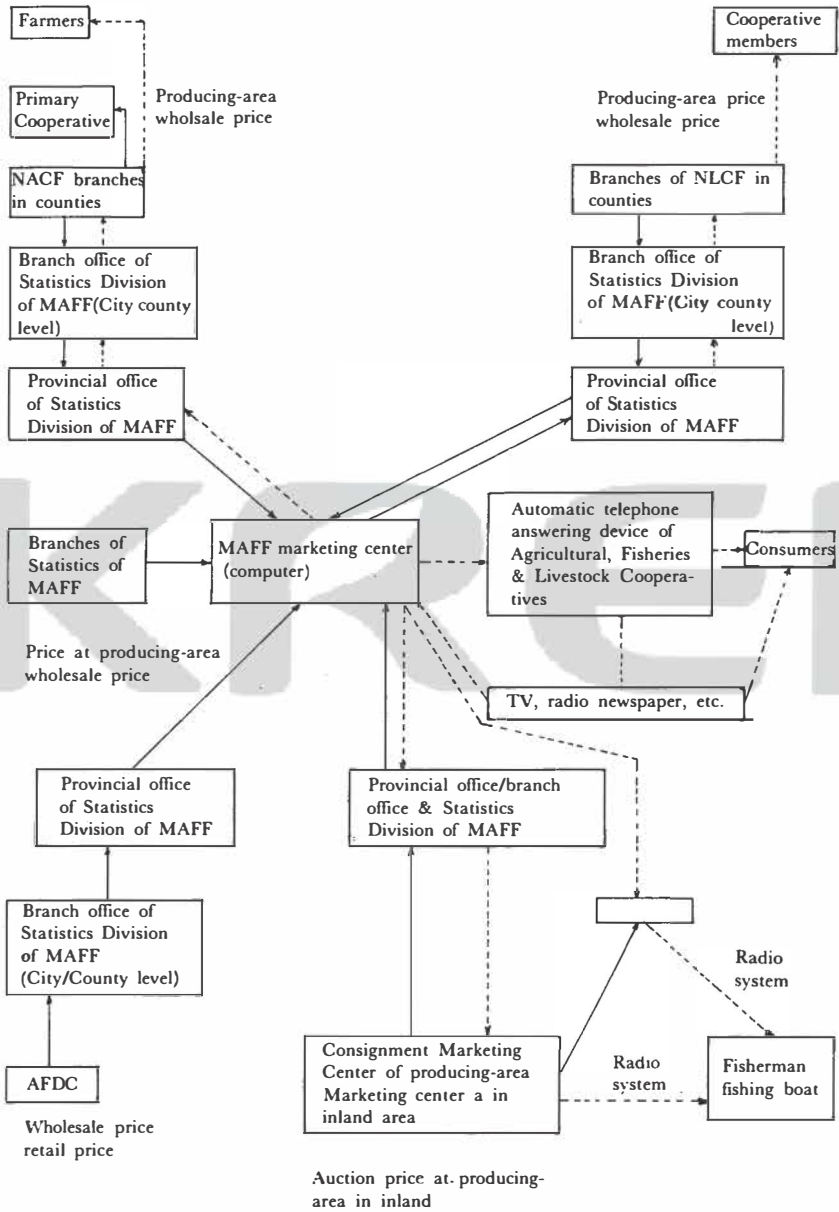 Farmers
Cooperative
members
Producing-area
wholsale price
Producing-area price
wholesale price
Primary
Cooperative
NACF branches
in counties
Branches of NLCF in
counties
Branch office of
Statistics Division
of MAFF(City county
level)
Branch office of
Statistics Division
of MAFF(City county
level)
Provincial office
of Statistics
Division of MAFF
Provincial office
of Statistics
Division of MAFF
Branches of
Statistics of
MAFF
MAFF marketing center
(computer)
Automatic telephone
answering device of
Agricultural, Fisheries
& Livestock Coopera-
tives
Consumers
Price at producing-area
wholesale price
TV, radio newspaper, etc.
Provincial office
of Statistics
Division of MAFF
Provincial office/branch
office & Statistics
Division of MAFF
Branch office of
Statistics Division
of MAFF
(City/County level)
Radio
system
AFDC
Consignment Marketing
Center of producing-area
Marketing center a in
inland area
Radio
system
Fisherman
fishing boat
Wholesale price
retail price
Auction price at. producing-
area in inland